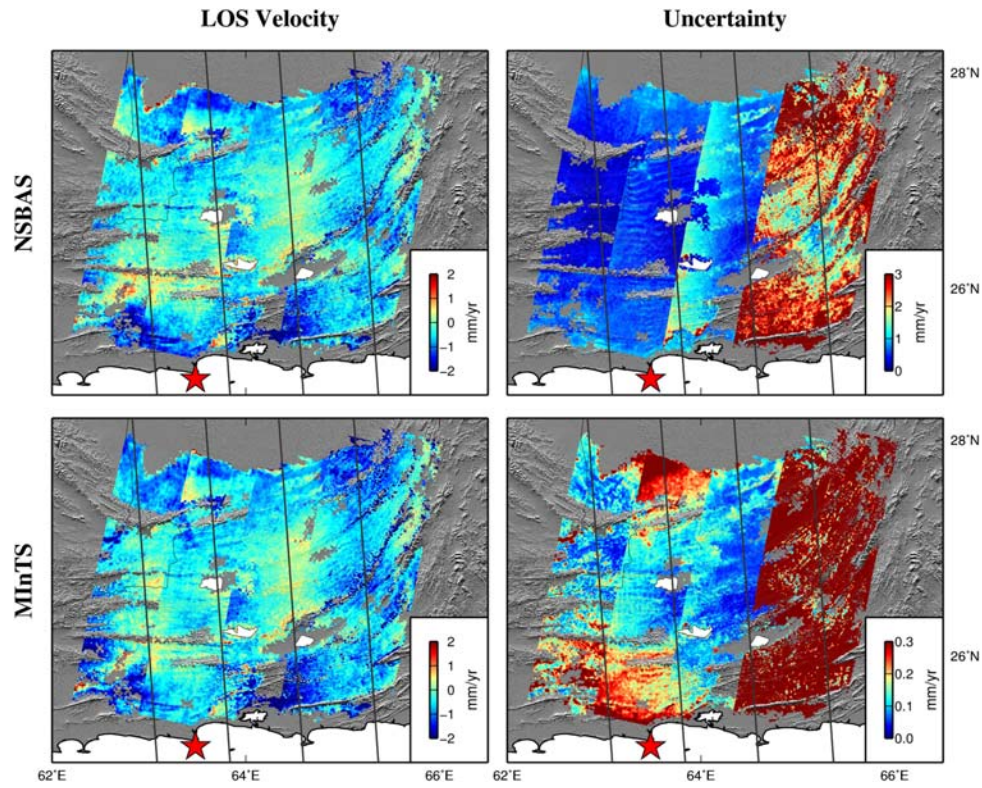 LOS Velocity
Uncertainty
NSBAS
2
1
0
-1
-2
mm/yr
3
2
1
0
mm/yr
28°N
26°N
MInTS
2
1
0
-1
-2
mm/yr
0.3
0.2
0.1
0.0
mm/yr
28°N
26°N
62°E
64°E
66°E
62°E
64°E
66°E